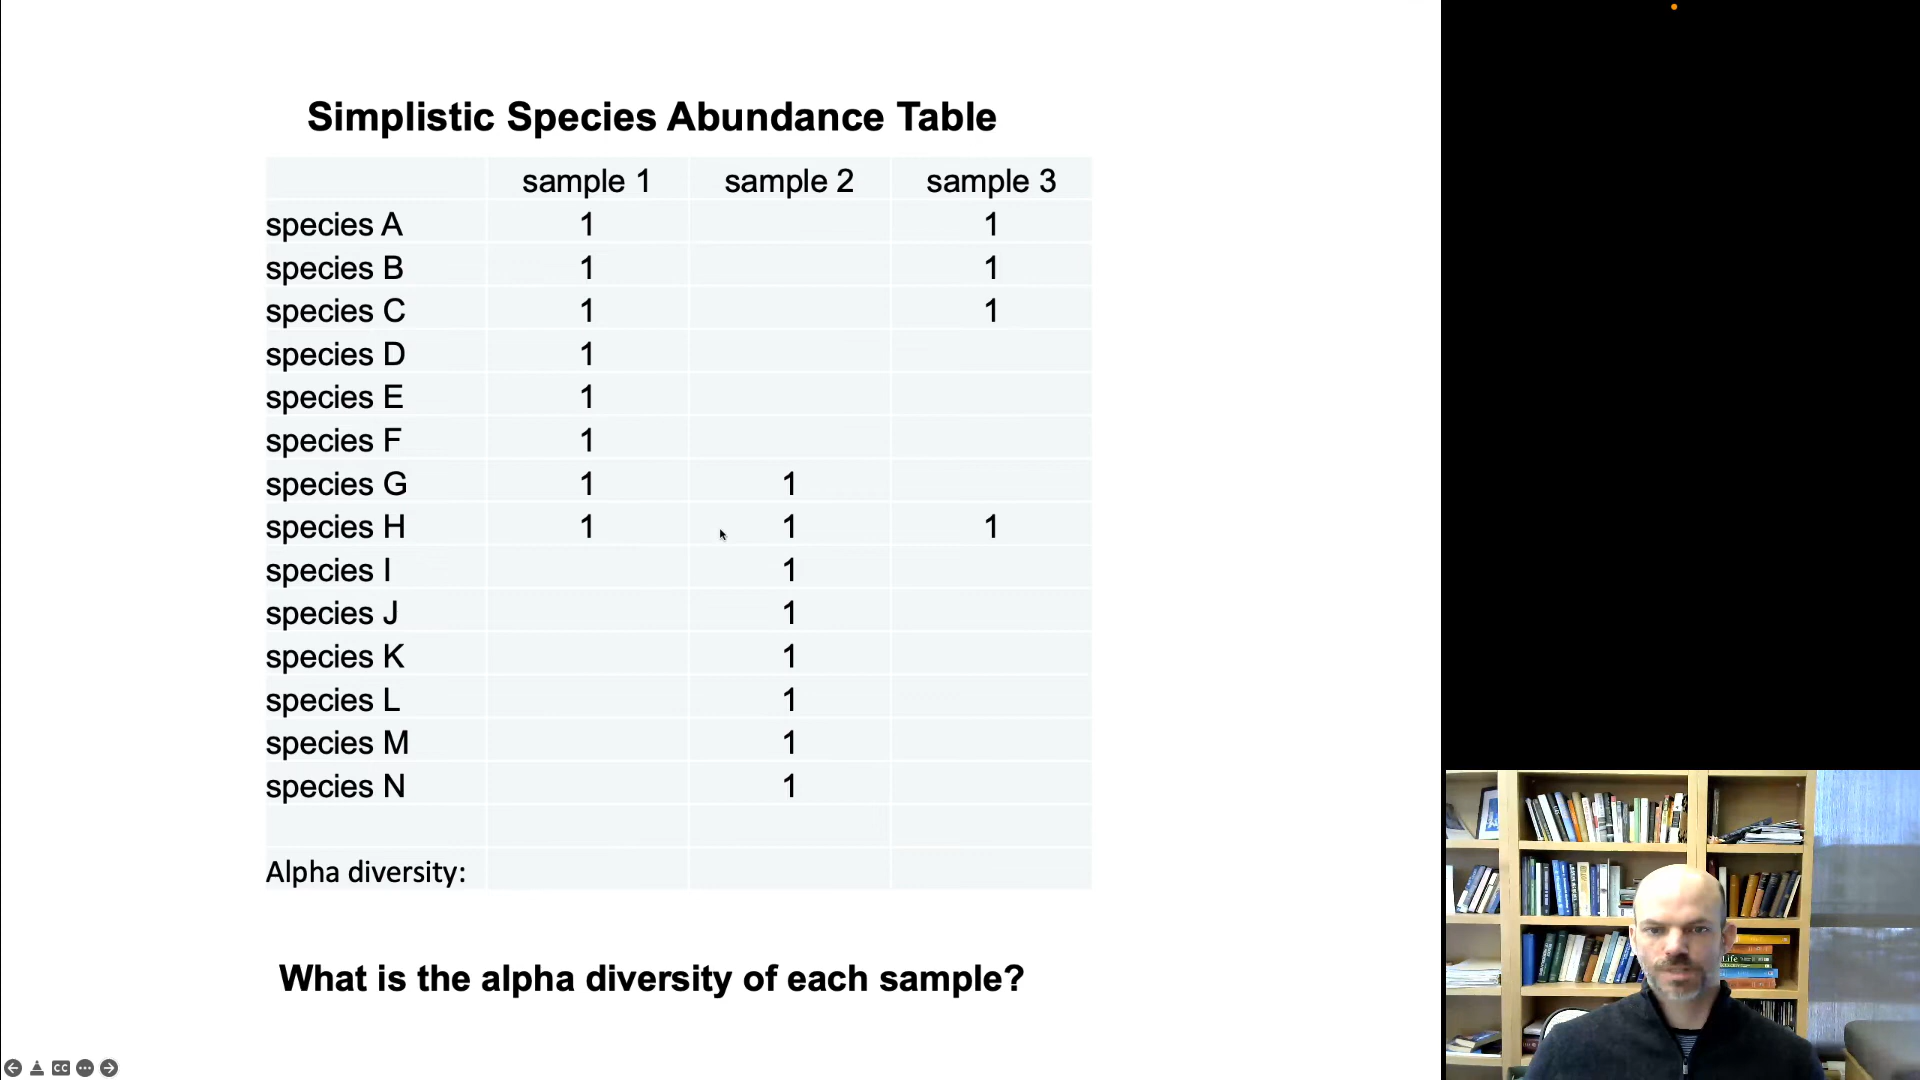 Simplistic Species Abundance Table
sample 1 sample 2 sample 3
species A 1 1
species B 1 1
species C 1 1
species D 1
species E 1
species F 1
species G 1 1
species H 1 1 1
species I 1
species J 1
species K 1
species L 1
species M 1
species N 1
Alpha diversity:
What is the alpha diversity of each sample?
CC
Life